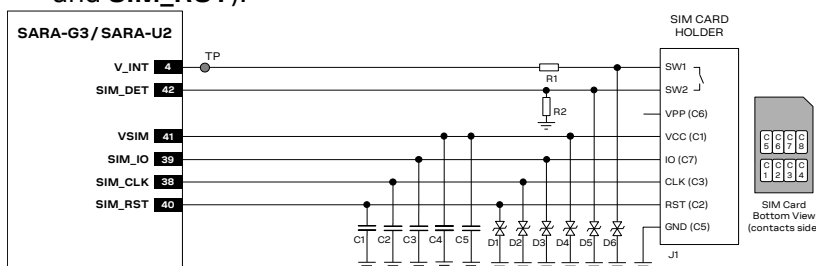 and SIM_RST).
SARA-G3 / SARA-U2
SIM CARD
HOLDER
V_INT 4
TP
R1
SW1
SIM_DET 42
R2
SW2
VPP (C6)
VSIM 41
VCC (C1)
SIM_IO 39
IO (C7)
SIM_CLK 38
CLK (C3)
SIM_RST 40
RST (C2)
GND (C5)
C1 C2 C3 C4 C5 D1 D2 D3 D4 D5 D6
J1
C5 C6 C7 C8
C1 C2 C3 C4
SIM Card
Bottom View
(contacts side